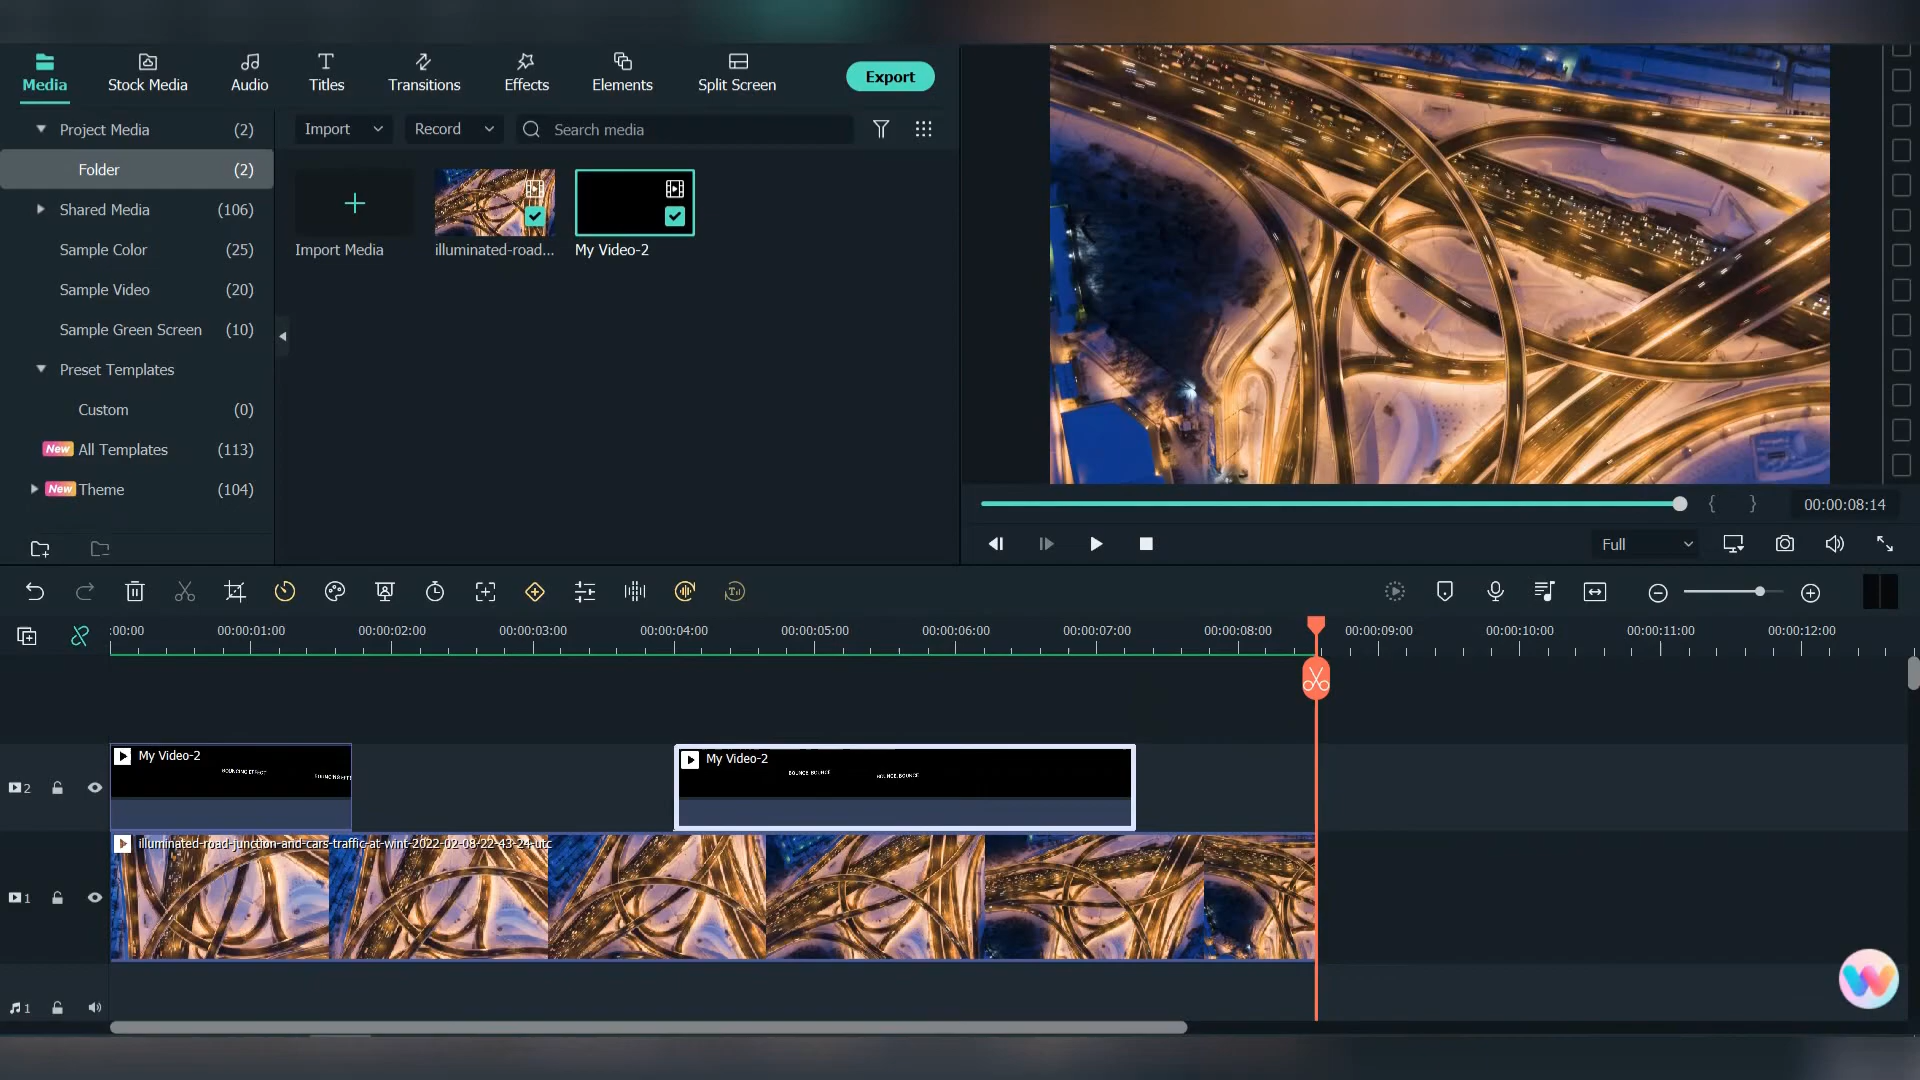 Media
Stock Media
Audio
Titles
Transitions
Effects
Elements
Split Screen
Export
Project Media (2)
Folder (2)
Shared Media (106)
Sample Color (25)
Sample Video (20)
Sample Green Screen (10)
Preset Templates
Custom (0)
New All Templates (113)
New Theme (104)
Import
Record
Search media
Import Media
illuminated-road...
My Video-2
00:00:08:14
Full
:00:00
00:00:01:00
00:00:02:00
00:00:03:00
00:00:04:00
00:00:05:00
00:00:06:00
00:00:07:00
00:00:08:00
00:00:09:00
00:00:10:00
00:00:11:00
00:00:12:00
2
My Video-2
BOUNCING EFFECT
My Video-2
BOUNCE, BOUNCE
BOUNCE, BOUNCE
1
illuminated-road-junction-and-cars-traffic-at-wint-2022-02-08-22-43-24-utc
1